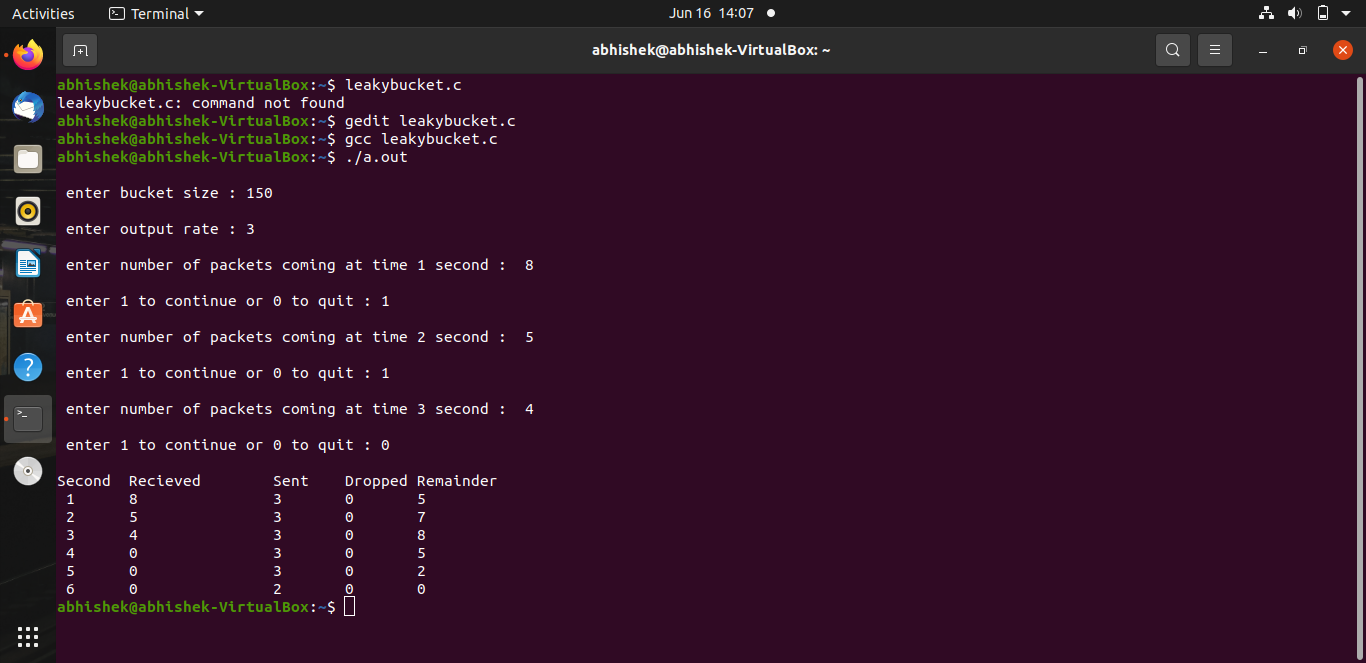 Activities Terminal Jun 16 14:07
abhishek@abhishek-VirtualBox: ~
abhishek@abhishek-VirtualBox:~$ leakybucket.c
leakybucket.c: command not found
abhishek@abhishek-VirtualBox:~$ gedit leakybucket.c
abhishek@abhishek-VirtualBox:~$ gcc leakybucket.c
abhishek@abhishek-VirtualBox:~$ ./a.out
enter bucket size : 150
enter output rate : 3
enter number of packets coming at time 1 second :  8
enter 1 to continue or 0 to quit : 1
enter number of packets coming at time 2 second :  5
enter 1 to continue or 0 to quit : 1
enter number of packets coming at time 3 second :  4
enter 1 to continue or 0 to quit : 0
Second  Recieved        Sent    Dropped Remainder
1      8               3       0       5
2      5               3       0       7
3      4               3       0       8
4      0               3       0       5
5      0               3       0       2
6      0               2       0       0
abhishek@abhishek-VirtualBox:~$